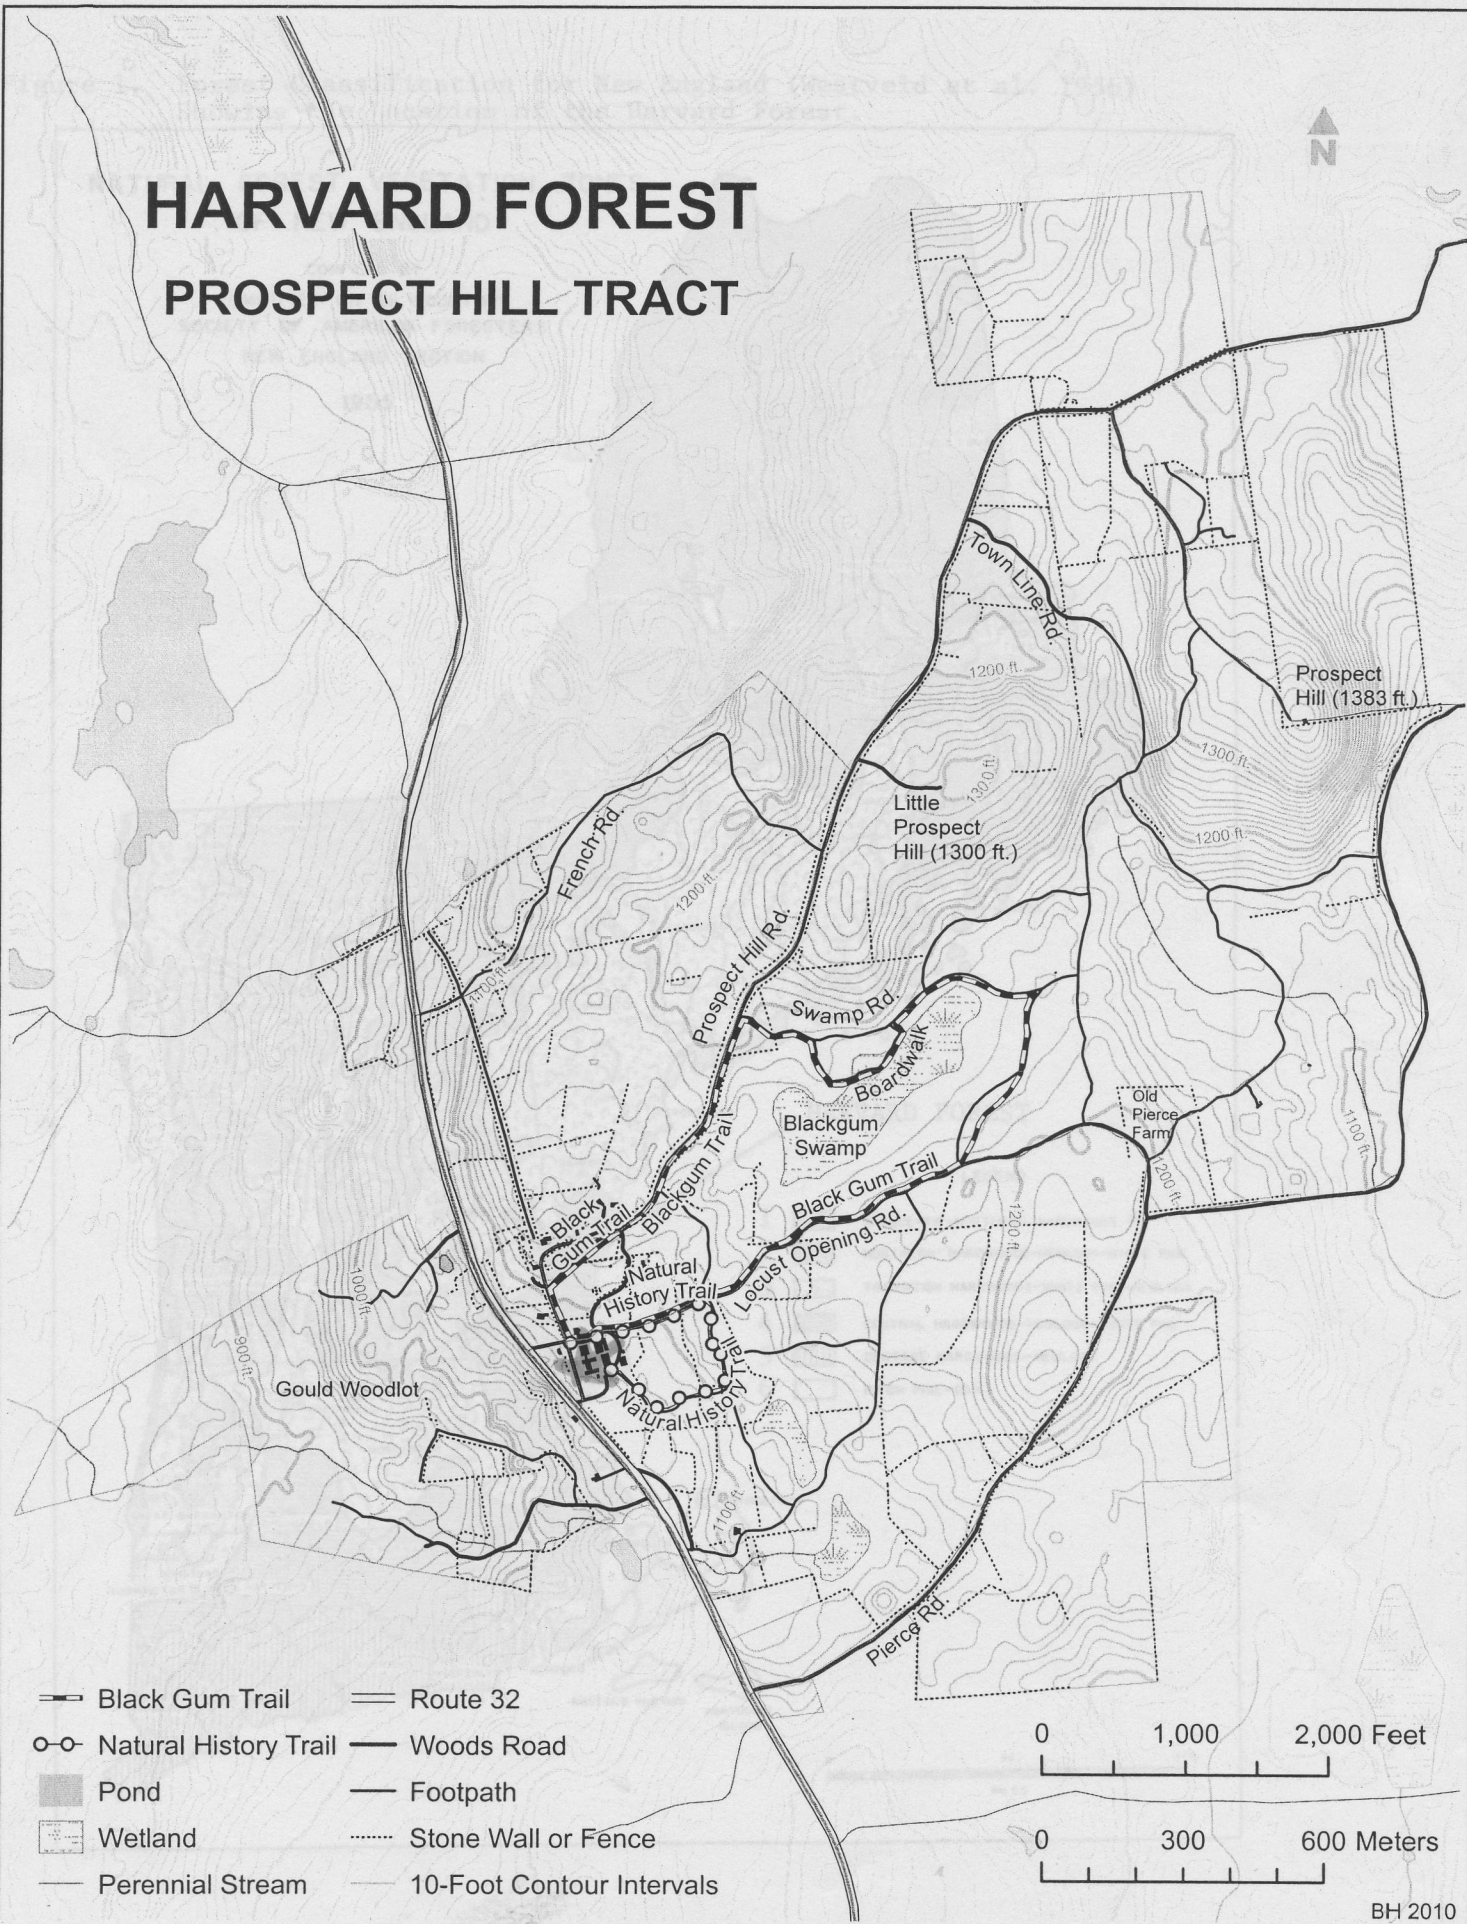 N
HARVARD FOREST
PROSPECT HILL TRACT
Town Line Rd.
1200 ft.
Prospect
Hill (1383 ft.)
1300 ft.
1300 ft.
Little
Prospect
Hill (1300 ft.)
1200 ft.
French Rd.
1200 ft.
Prospect Hill Rd.
1100 ft.
Swamp Rd.
Boardwalk
Old
Pierce
Farm
Blackgum
Swamp
1100 ft.
1200 ft.
Blackgum Trail
Black Gum Trail
Black
Gum Trail
Locust Opening Rd.
1200 ft.
Natural
History Trail
1000 ft.
900 ft.
Gould Woodlot
Natural History Trail
1100 ft.
Pierce Rd.
Black Gum Trail
Route 32
Natural History Trail
Woods Road
Pond
Footpath
Wetland
Stone Wall or Fence
Perennial Stream
10-Foot Contour Intervals
0 1,000 2,000 Feet
0 300 600 Meters
BH 2010